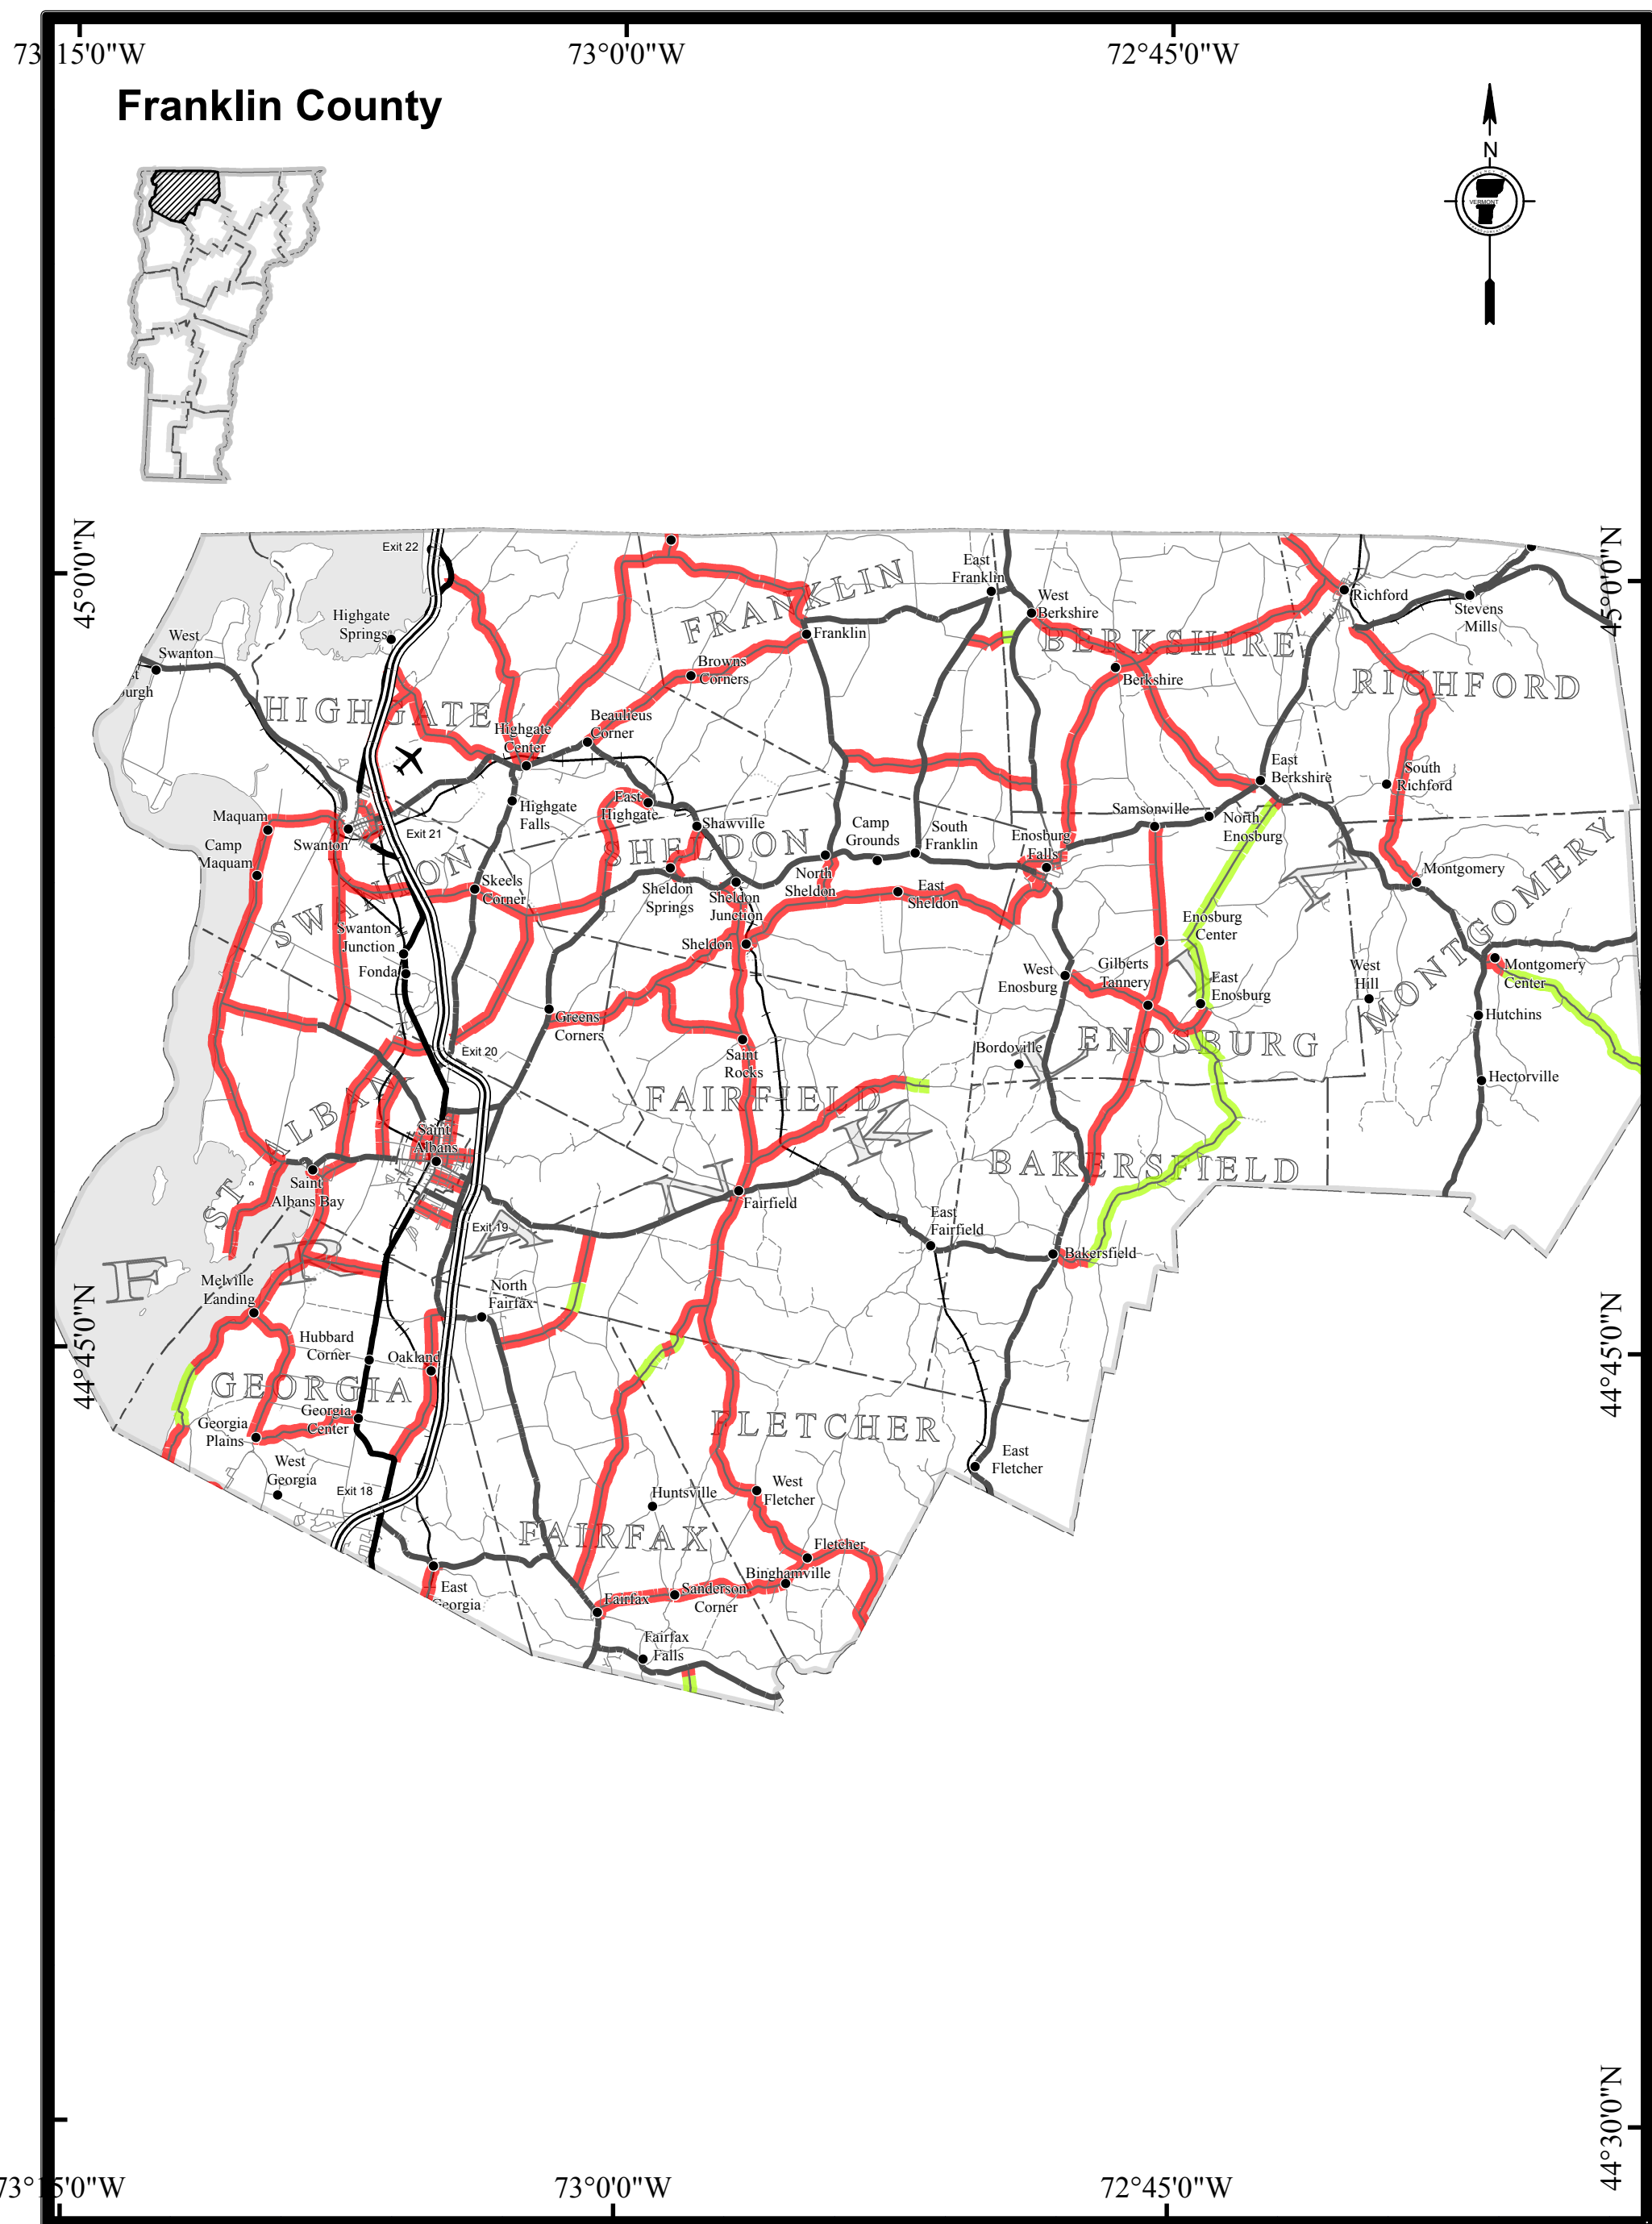 73°15'0"W
73°0'0"W
72°45'0"W
Franklin County
N
VERMONT
45°0'0"N
45°0'0"N
Exit 22
East
Franklin
West
Berkshire
Richford
Stevens
Mills
Highgate
Springs
West
Swanton
FRANKLIN
Franklin
BERKSHIRE
Browns
Corners
Berkshire
RICHFORD
HIGHGATE
Beaulieus
Corner
Highgate
Center
East
Berkshire
South
Richford
Highgate
Falls
East
Highgate
Maquam
Swanton
Exit 21
Shawville
Camp
Grounds
South
Franklin
Enosburg
Falls
Samsonville
North
Enosburg
Camp
Maquam
SHELDON
Montgomery
SWANTON
Skeels
Corner
Sheldon
Springs
Sheldon
Junction
North
Sheldon
East
Sheldon
Enosburg
Center
MONTGOMERY
Swanton
Junction
Sheldon
Fonda
West
Enosburg
Gilberts
Tannery
East
Enosburg
West
Hill
Montgomery
Center
Greens
Corners
Hutchins
Exit 20
Saint
Rocks
Bordoville
ENOSBURG
Hectorville
FAIRFIELD
ST. ALBANS
Saint
Albans
BAKERSFIELD
Saint
Albans Bay
Fairfield
Exit 19
East
Fairfield
Bakersfield
FRANKLIN
Melville
Landing
North
Fairfax
44°45'0"N
44°45'0"N
Hubbard
Corner
Oakland
GEORGIA
Georgia
Center
Georgia
Plains
FLETCHER
West
Georgia
East
Fletcher
Exit 18
Huntsville
West
Fletcher
FAIRFAX
Fletcher
Binghamville
East
Georgia
Fairfax
Sanderson
Corner
Fairfax
Falls
44°30'0"N
73°15'0"W
73°0'0"W
72°45'0"W